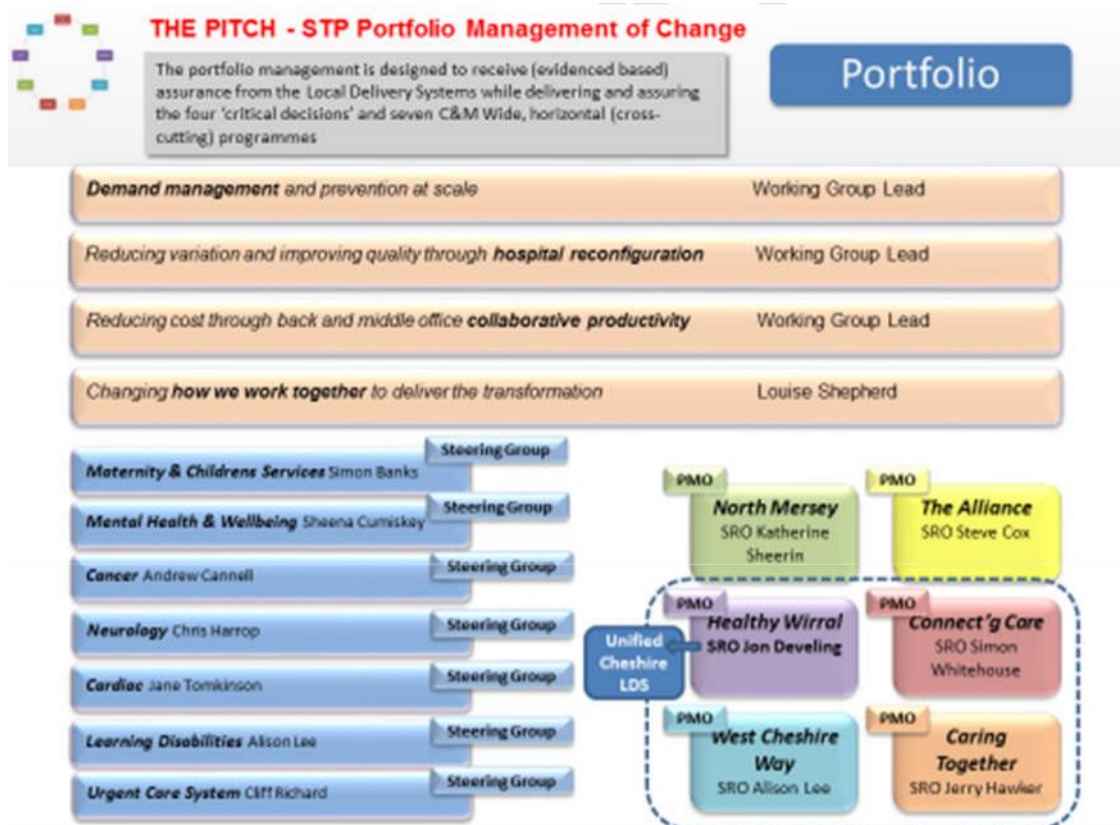 THE PITCH - STP Portfolio Management of Change
The portfolio management is designed to receive (evidenced based)
assurance from the Local Delivery Systems while delivering and assuring
the four 'critical decisions' and seven C&M Wide, horizontal (cross-
cutting) programmes
Portfolio
Demand management and prevention at scale Working Group Lead
Reducing variation and improving quality through hospital reconfiguration Working Group Lead
Reducing cost through back and middle office collaborative productivity Working Group Lead
Changing how we work together to deliver the transformation Louise Shepherd
Steering Group
Maternity & Childrens Services Simon Banks
Steering Group
Mental Health & Wellbeing Sheena Cumiskey
Steering Group
Cancer Andrew Cannell
Steering Group
Neurology Chris Harrop
Steering Group
Cardiac Jane Tomkinson
Steering Group
Learning Disabilities Alison Lee
Steering Group
Urgent Care System Cliff Richard
PMO
North Mersey
SRO Katherine
Sheerin
PMO
The Alliance
SRO Steve Cox
Unified
Cheshire
LDS
PMO
Healthy Wirral
SRO Jon Develing
PMO
Connect'g Care
SRO Simon
Whitehouse
PMO
West Cheshire
Way
SRO Alison Lee
PMO
Caring
Together
SRO Jerry Hawker